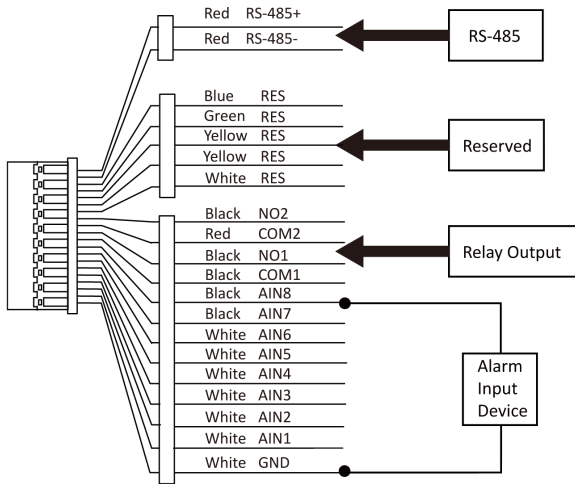 Red RS-485+
Red RS-485-
RS-485
Blue RES
Green RES
Yellow RES
Yellow RES
White RES
Reserved
Black NO2
Red COM2
Black NO1
Black COM1
Relay Output
Black AIN8
Black AIN7
White AIN6
White AIN5
White AIN4
White AIN3
White AIN2
White AIN1
White GND
Alarm
Input
Device